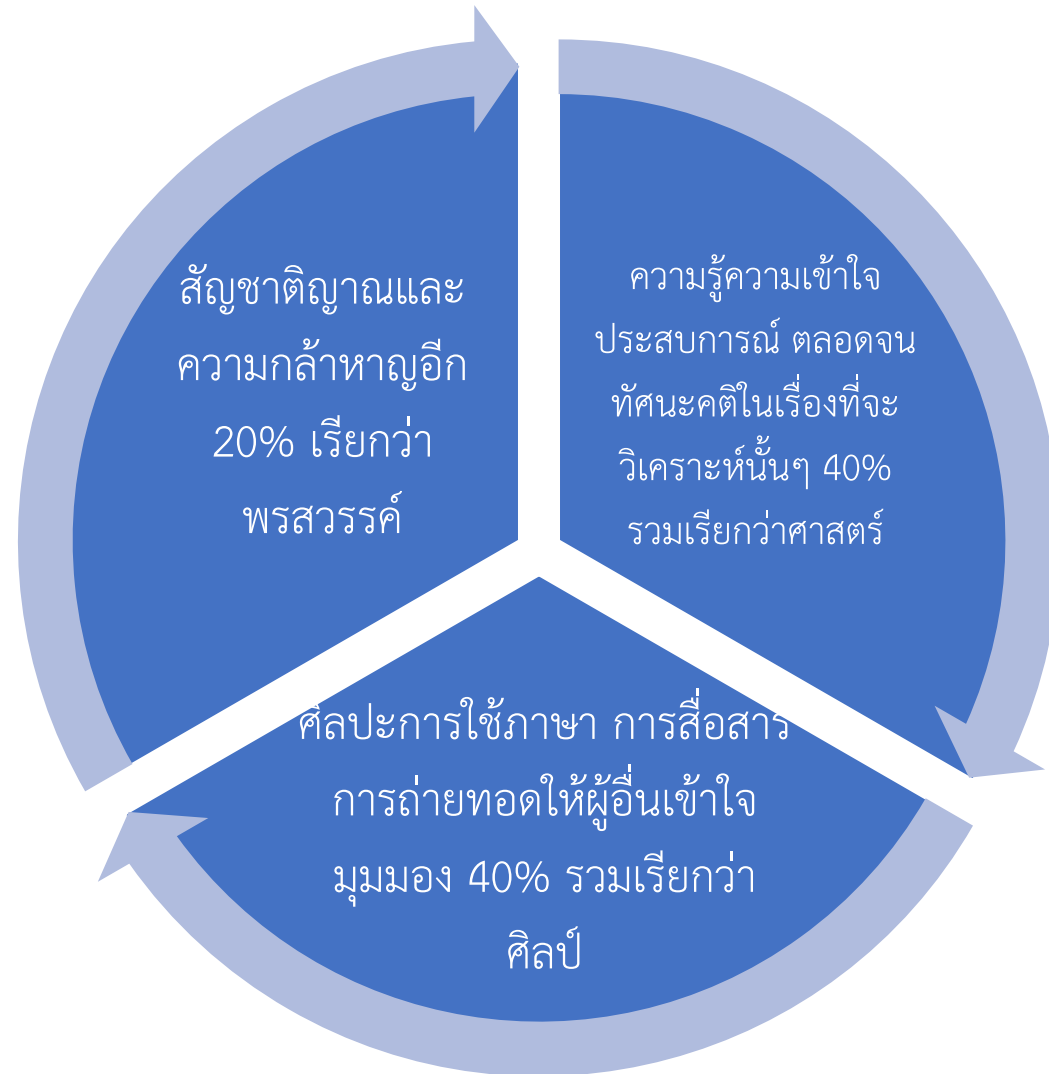 ความรู้ความเข้าใจ
ประสบการณ์ ตลอดจน
ทัศนะคติในเรื่องที่จะ
วิเคราะห์นั้นๆ 40%
รวมเรียกว่าศาสตร์
ศิลปะการใช้ภาษา การสื่อสาร
การถ่ายทอดให้ผู้อื่นเข้าใจ
มุมมอง 40% รวมเรียกว่า
ศิลป์
สัญชาติญาณและ
ความกล้าหาญอีก
20% เรียกว่า
พรสวรรค์